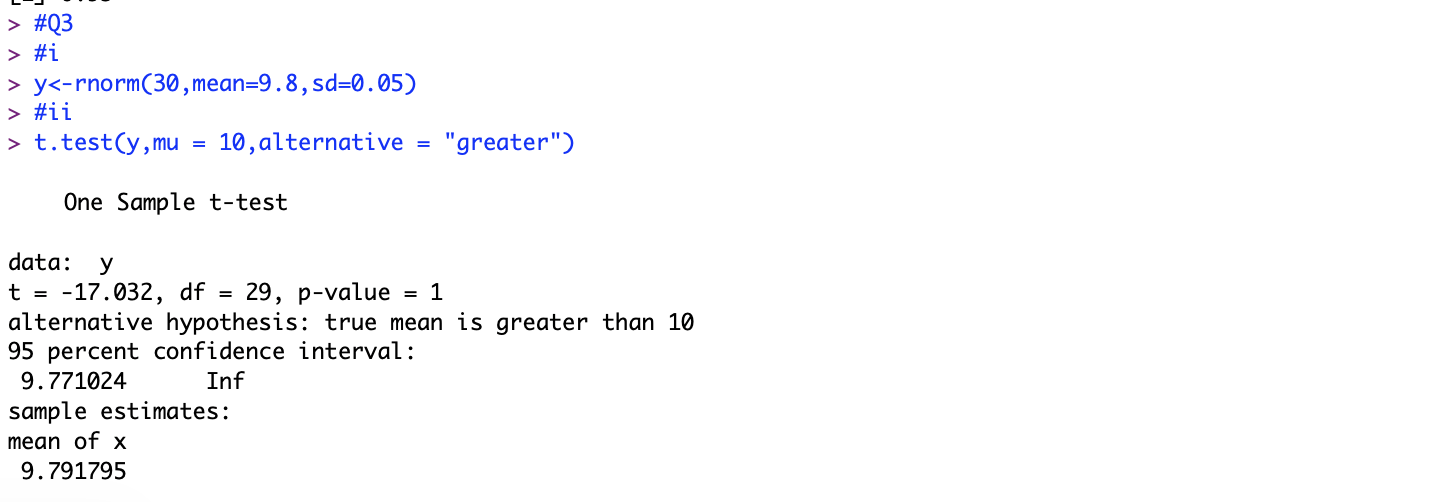 > #Q3
> #i
> y<-rnorm(30,mean=9.8,sd=0.05)
> #ii
> t.test(y,mu = 10,alternative = "greater")
One Sample t-test
data:  y
t = -17.032, df = 29, p-value = 1
alternative hypothesis: true mean is greater than 10
95 percent confidence interval:
9.771024      Inf
sample estimates:
mean of x
9.791795